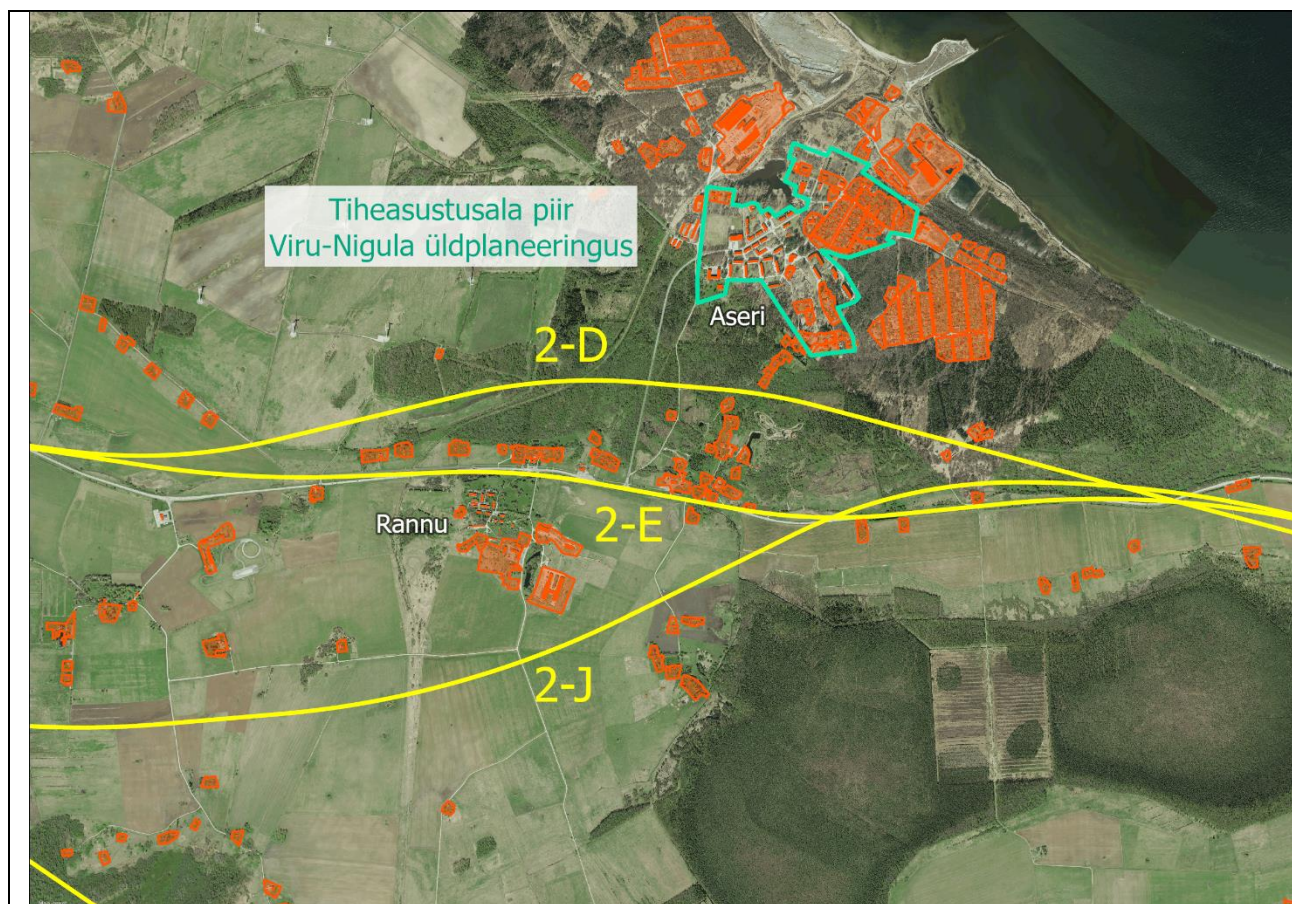 Tiheasustusala piir
Viru-Nigula üldplaneeringus
Aseri
2-D
Rannu
2-E
2-J